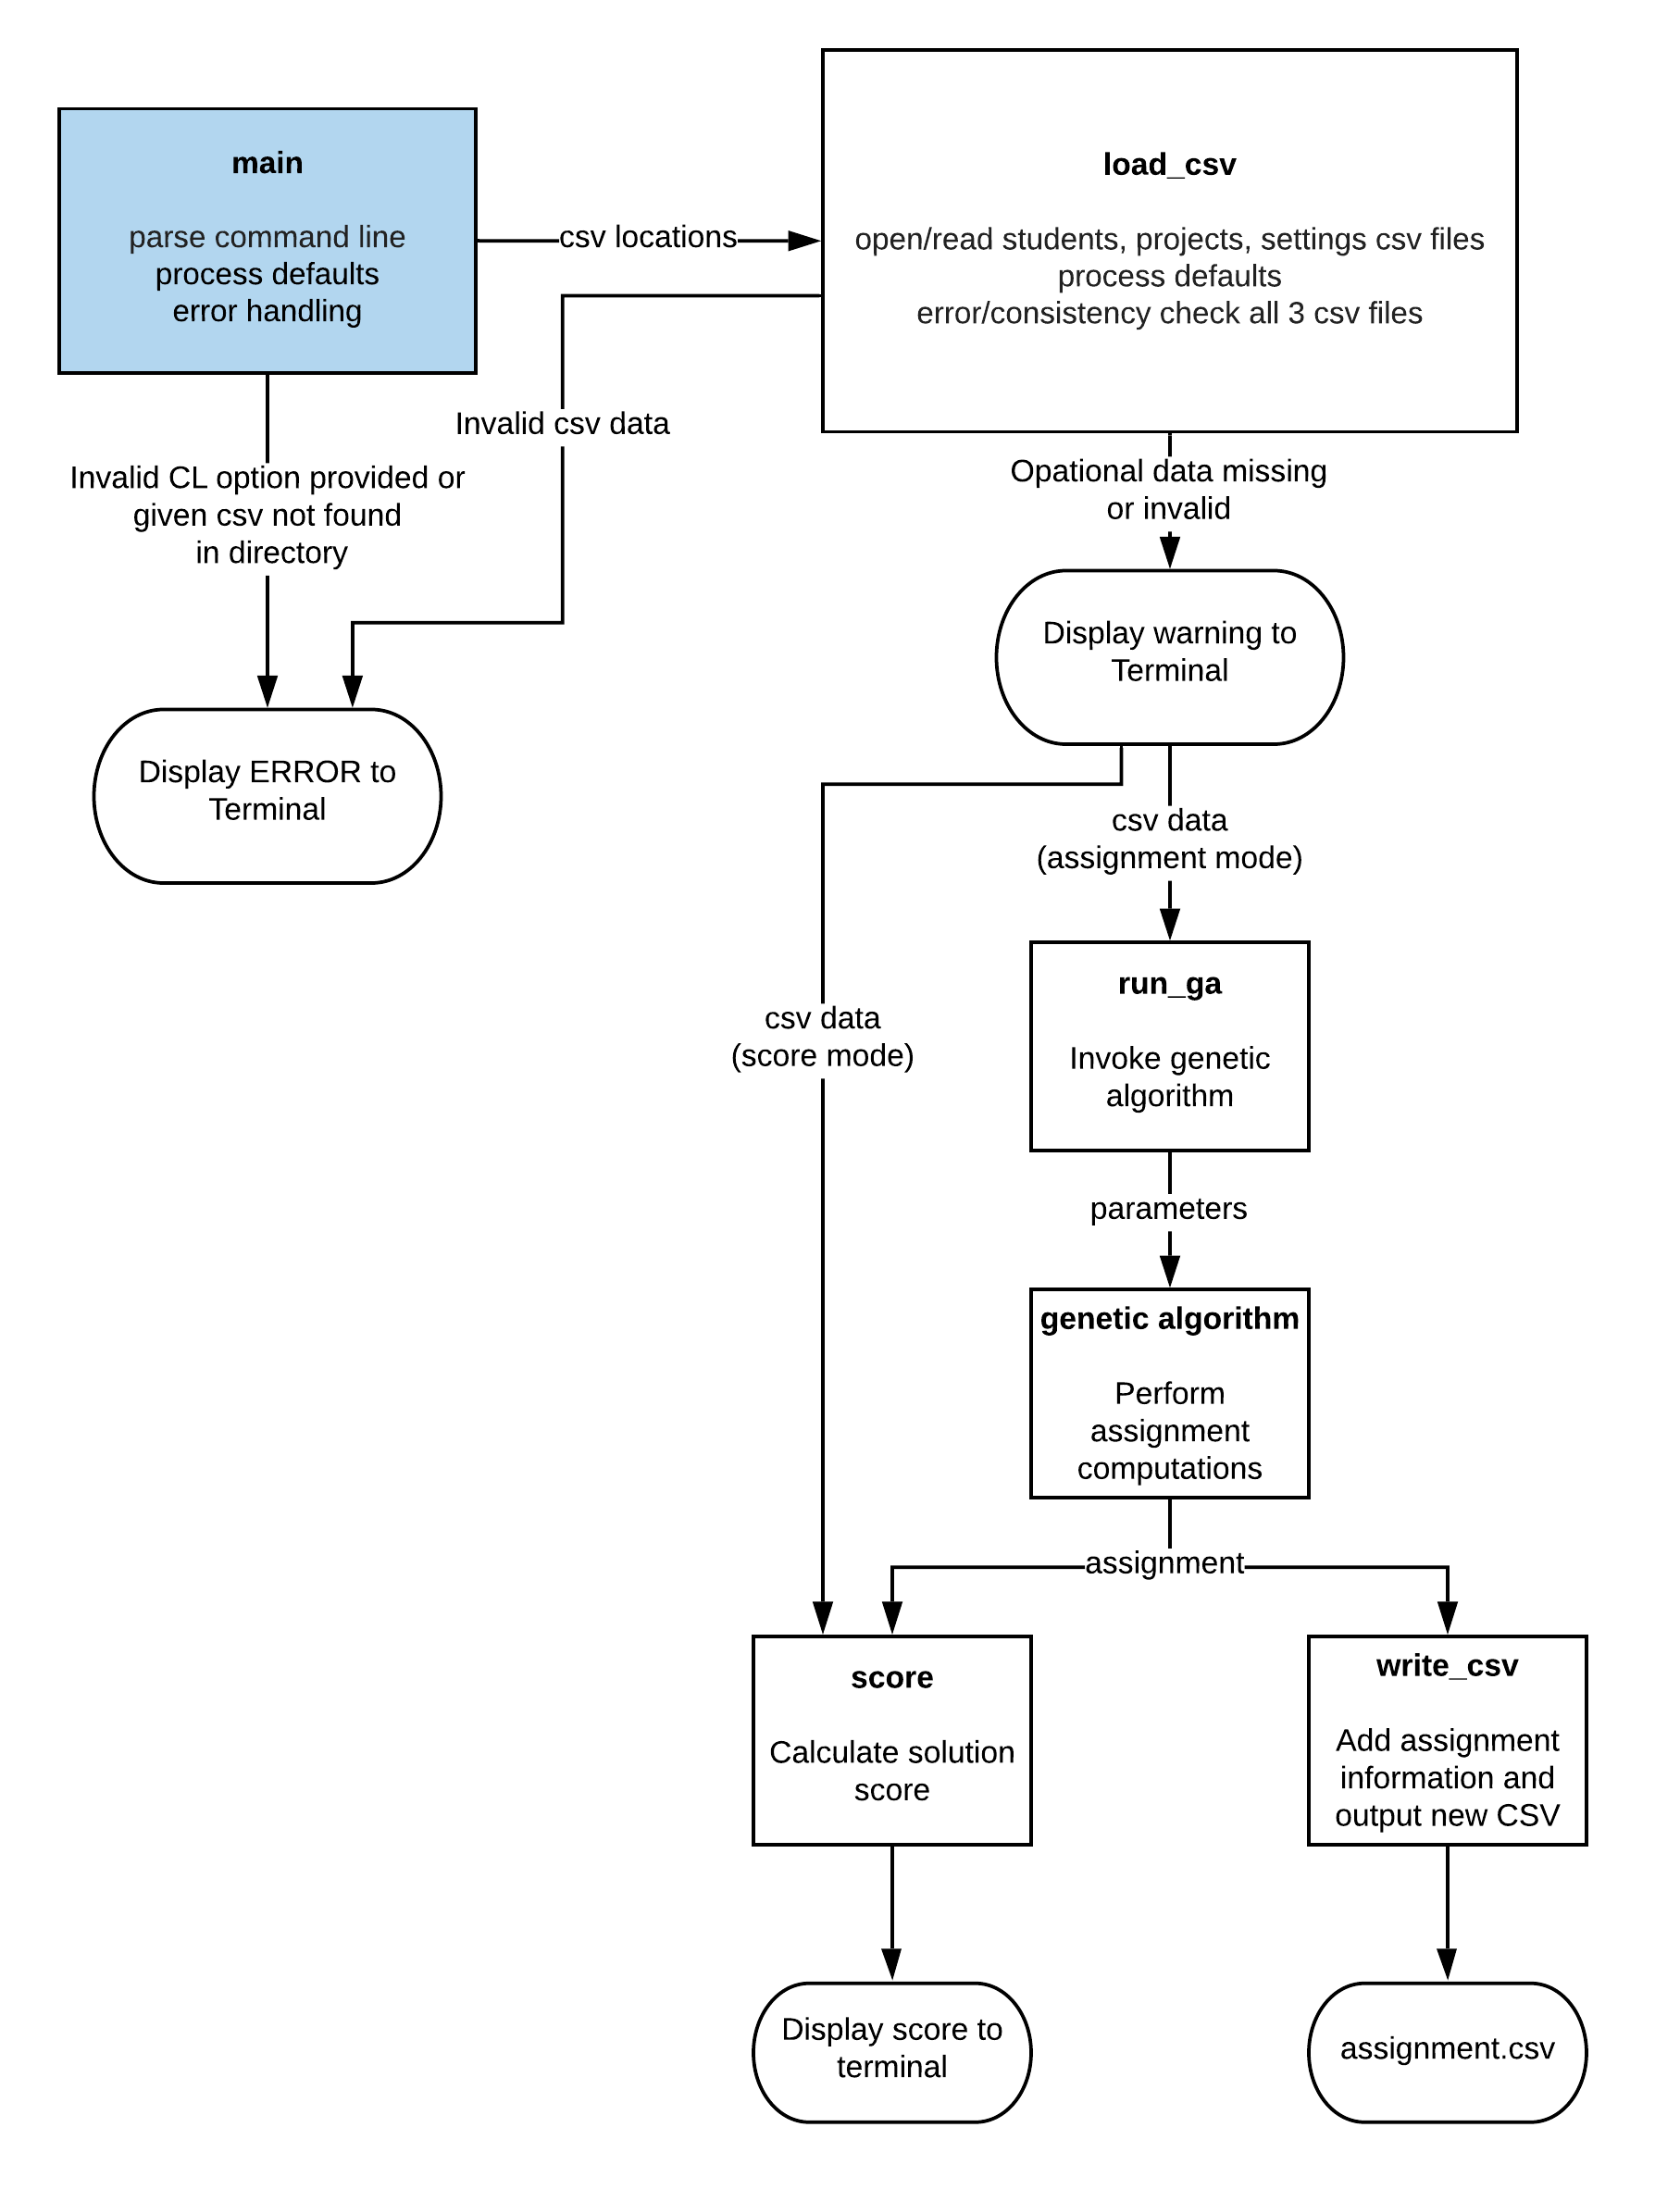 main
parse command line
process defaults
error handling
csv locations
load_csv
open/read students, projects, settings csv files
process defaults
error/consistency check all 3 csv files
Invalid csv data
Invalid CL option provided or
given csv not found
in directory
Opational data missing
or invalid
Display warning to
Terminal
Display ERROR to
Terminal
csv data
(assignment mode)
run_ga
Invoke genetic
algorithm
csv data
(score mode)
parameters
genetic algorithm
Perform
assignment
computations
assignment
score
Calculate solution
score
write_csv
Add assignment
information and
output new CSV
Display score to
terminal
assignment.csv